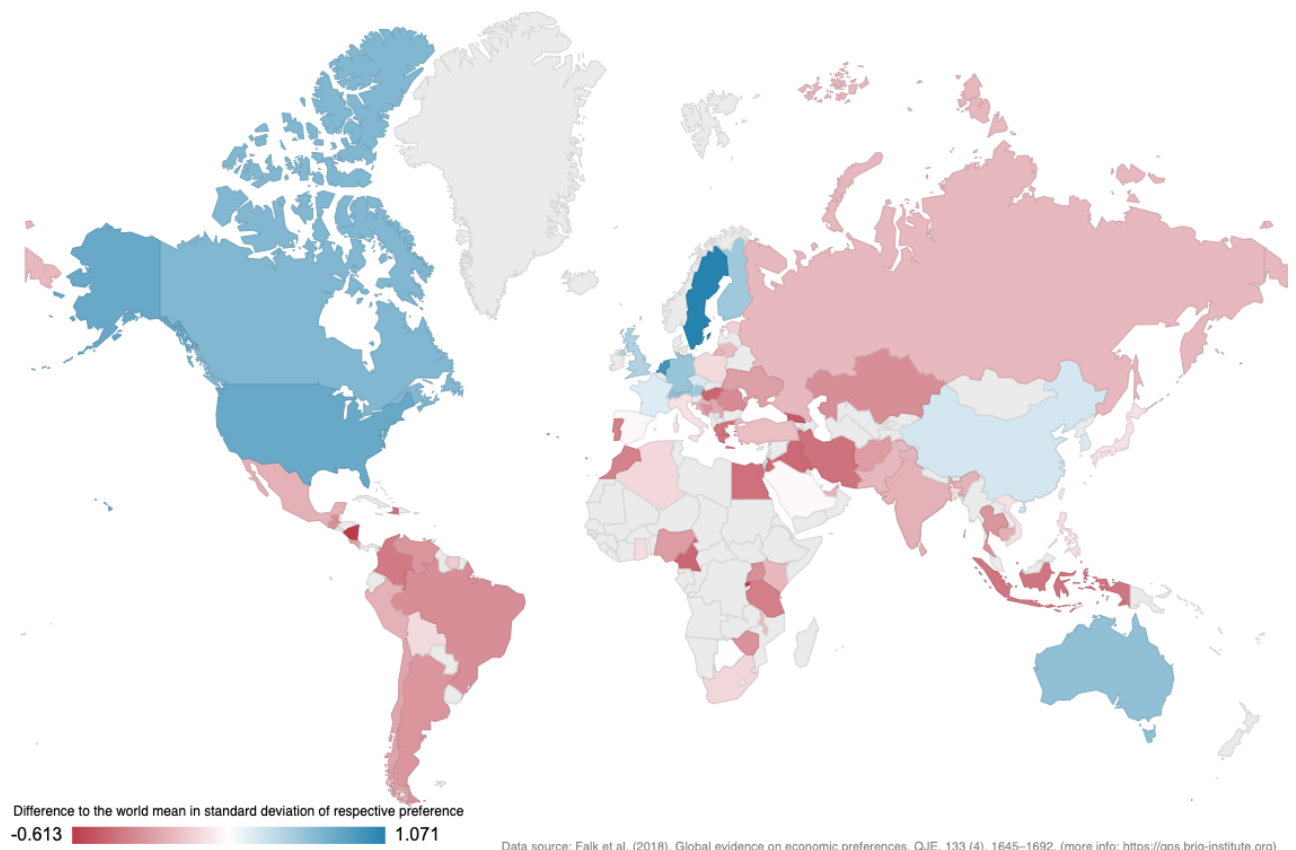 Difference to the world mean in standard deviation of respective preference
-0.613 1.071
Data source: Falk et al. (2018). Global evidence on economic preferences. QJE, 133 (4), 1645–1692. (more info: https://gps.briq-institute.org)